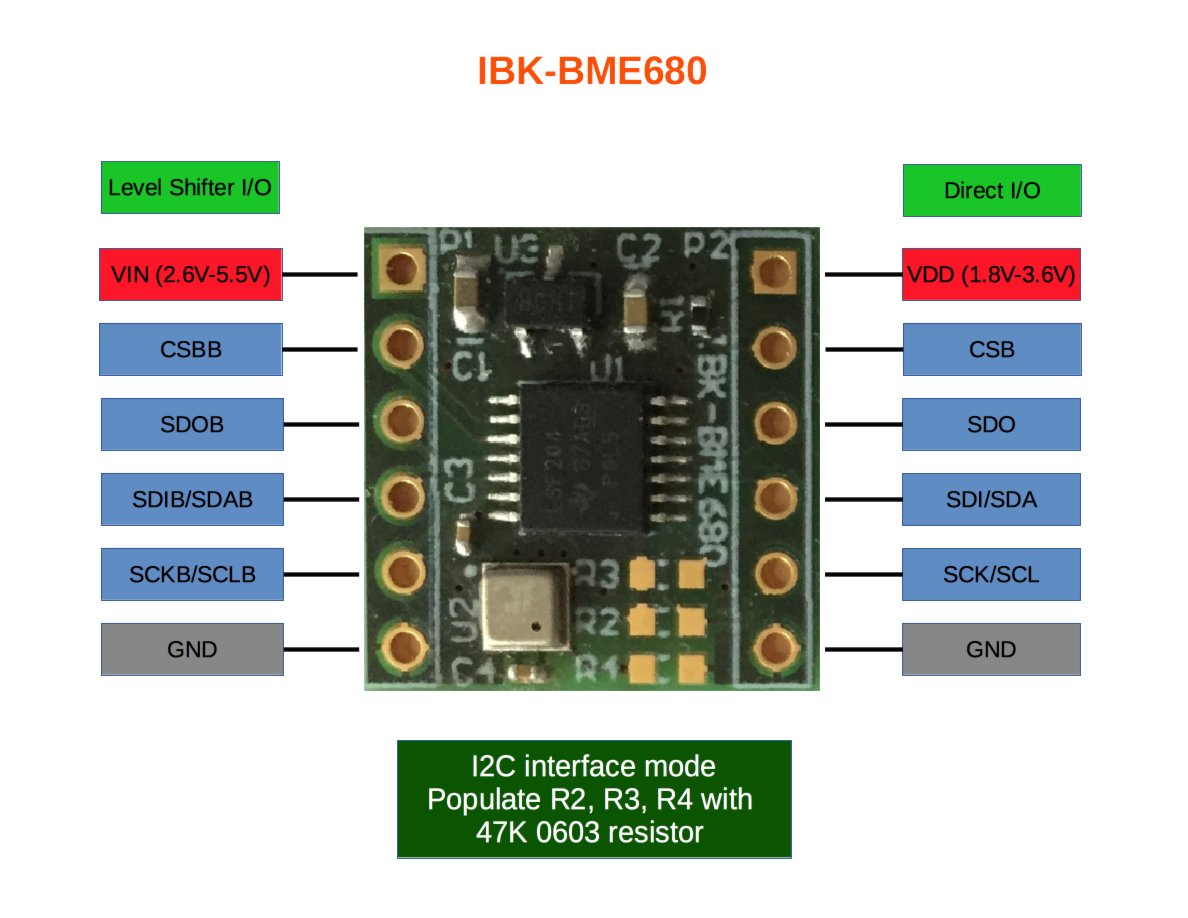 IBK-BME680
Level Shifter I/O
Direct I/O
VIN (2.6V-5.5V)
VDD (1.8V-3.6V)
CSBB
CSB
SDOB
SDO
SDIB/SDAB
SDI/SDA
SCKB/SCLB
SCK/SCL
GND
GND
P1
U3
C2
P2
R1
C1
U1
IBK-BME680
LSF204
C3
R3
U2
R2
C4
R4
I2C interface mode
Populate R2, R3, R4 with
47K 0603 resistor